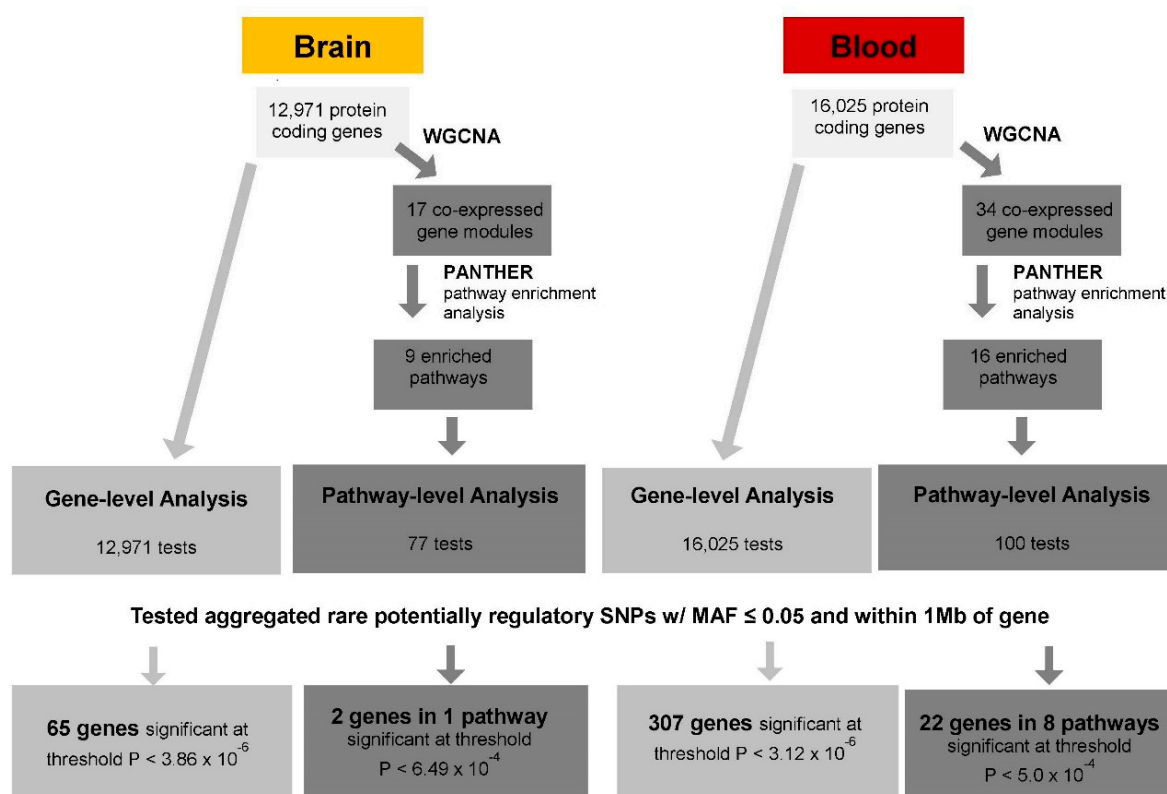 Brain
12,971 protein
coding genes
WGCNA
17 co-expressed
gene modules
PANTHER
pathway enrichment
analysis
9 enriched
pathways
Gene-level Analysis
12,971 tests
Pathway-level Analysis
77 tests
Blood
16,025 protein
coding genes
WGCNA
34 co-expressed
gene modules
PANTHER
pathway enrichment
analysis
16 enriched
pathways
Gene-level Analysis
16,025 tests
Pathway-level Analysis
100 tests
Tested aggregated rare potentially regulatory SNPs w/ MAF ≤ 0.05 and within 1Mb of gene
65 genes significant at
threshold P < 3.86 x 10⁻⁶
2 genes in 1 pathway
significant at threshold
P < 6.49 x 10⁻⁴
307 genes significant at
threshold P < 3.12 x 10⁻⁶
22 genes in 8 pathways
significant at threshold
P < 5.0 x 10⁻⁴